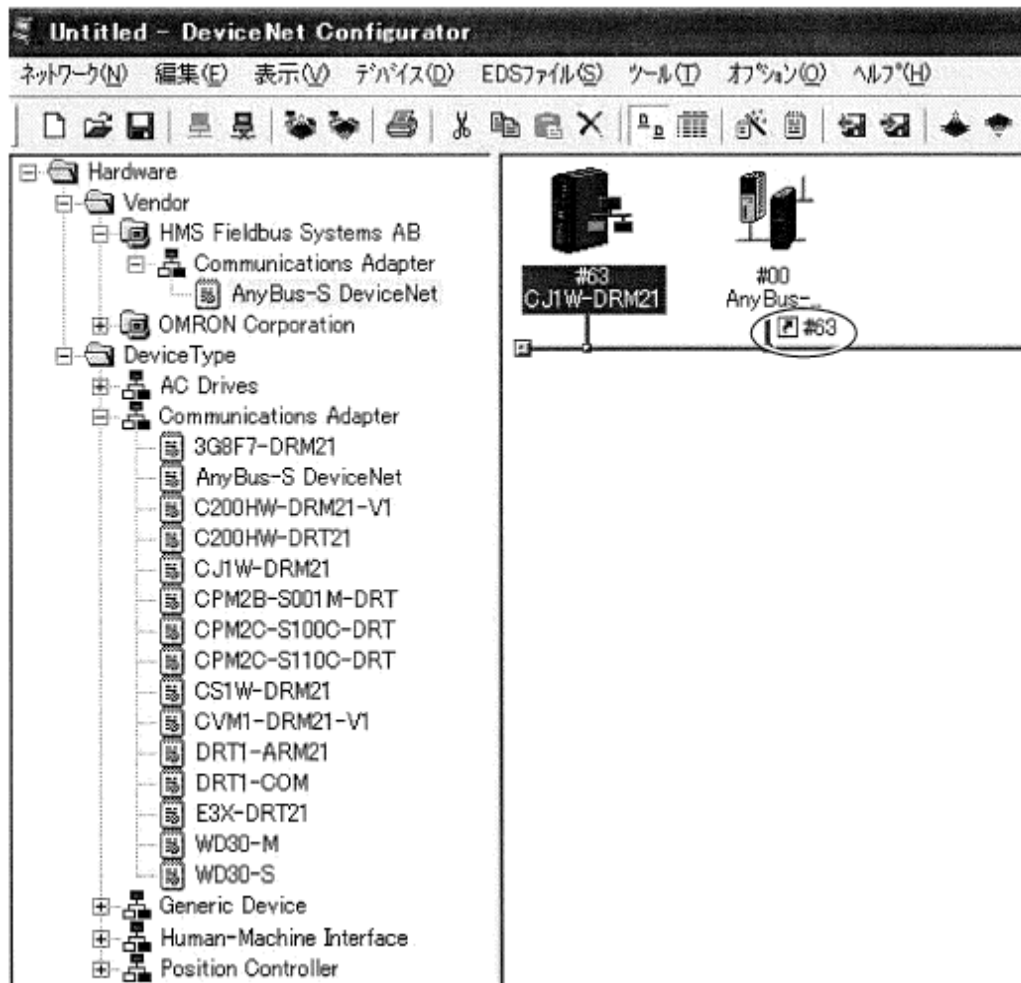 Untitled - DeviceNet Configurator
ネットワーク(N) 編集(E) 表示(V) デバイス(D) EDSファイル(S) ツール(T) オプション(O) ヘルプ(H)
Hardware
Vendor
HMS Fieldbus Systems AB
Communications Adapter
AnyBus-S DeviceNet
OMRON Corporation
DeviceType
AC Drives
Communications Adapter
3G8F7-DRM21
AnyBus-S DeviceNet
C200HW-DRM21-V1
C200HW-DRT21
CJ1W-DRM21
CPM2B-S001M-DRT
CPM2C-S100C-DRT
CPM2C-S110C-DRT
CS1W-DRM21
CVM1-DRM21-V1
DRT1-ARM21
DRT1-COM
E3X-DRT21
WD30-M
WD30-S
Generic Device
Human-Machine Interface
Position Controller
#63
CJ1W-DRM21
#00
AnyBus-...
#63